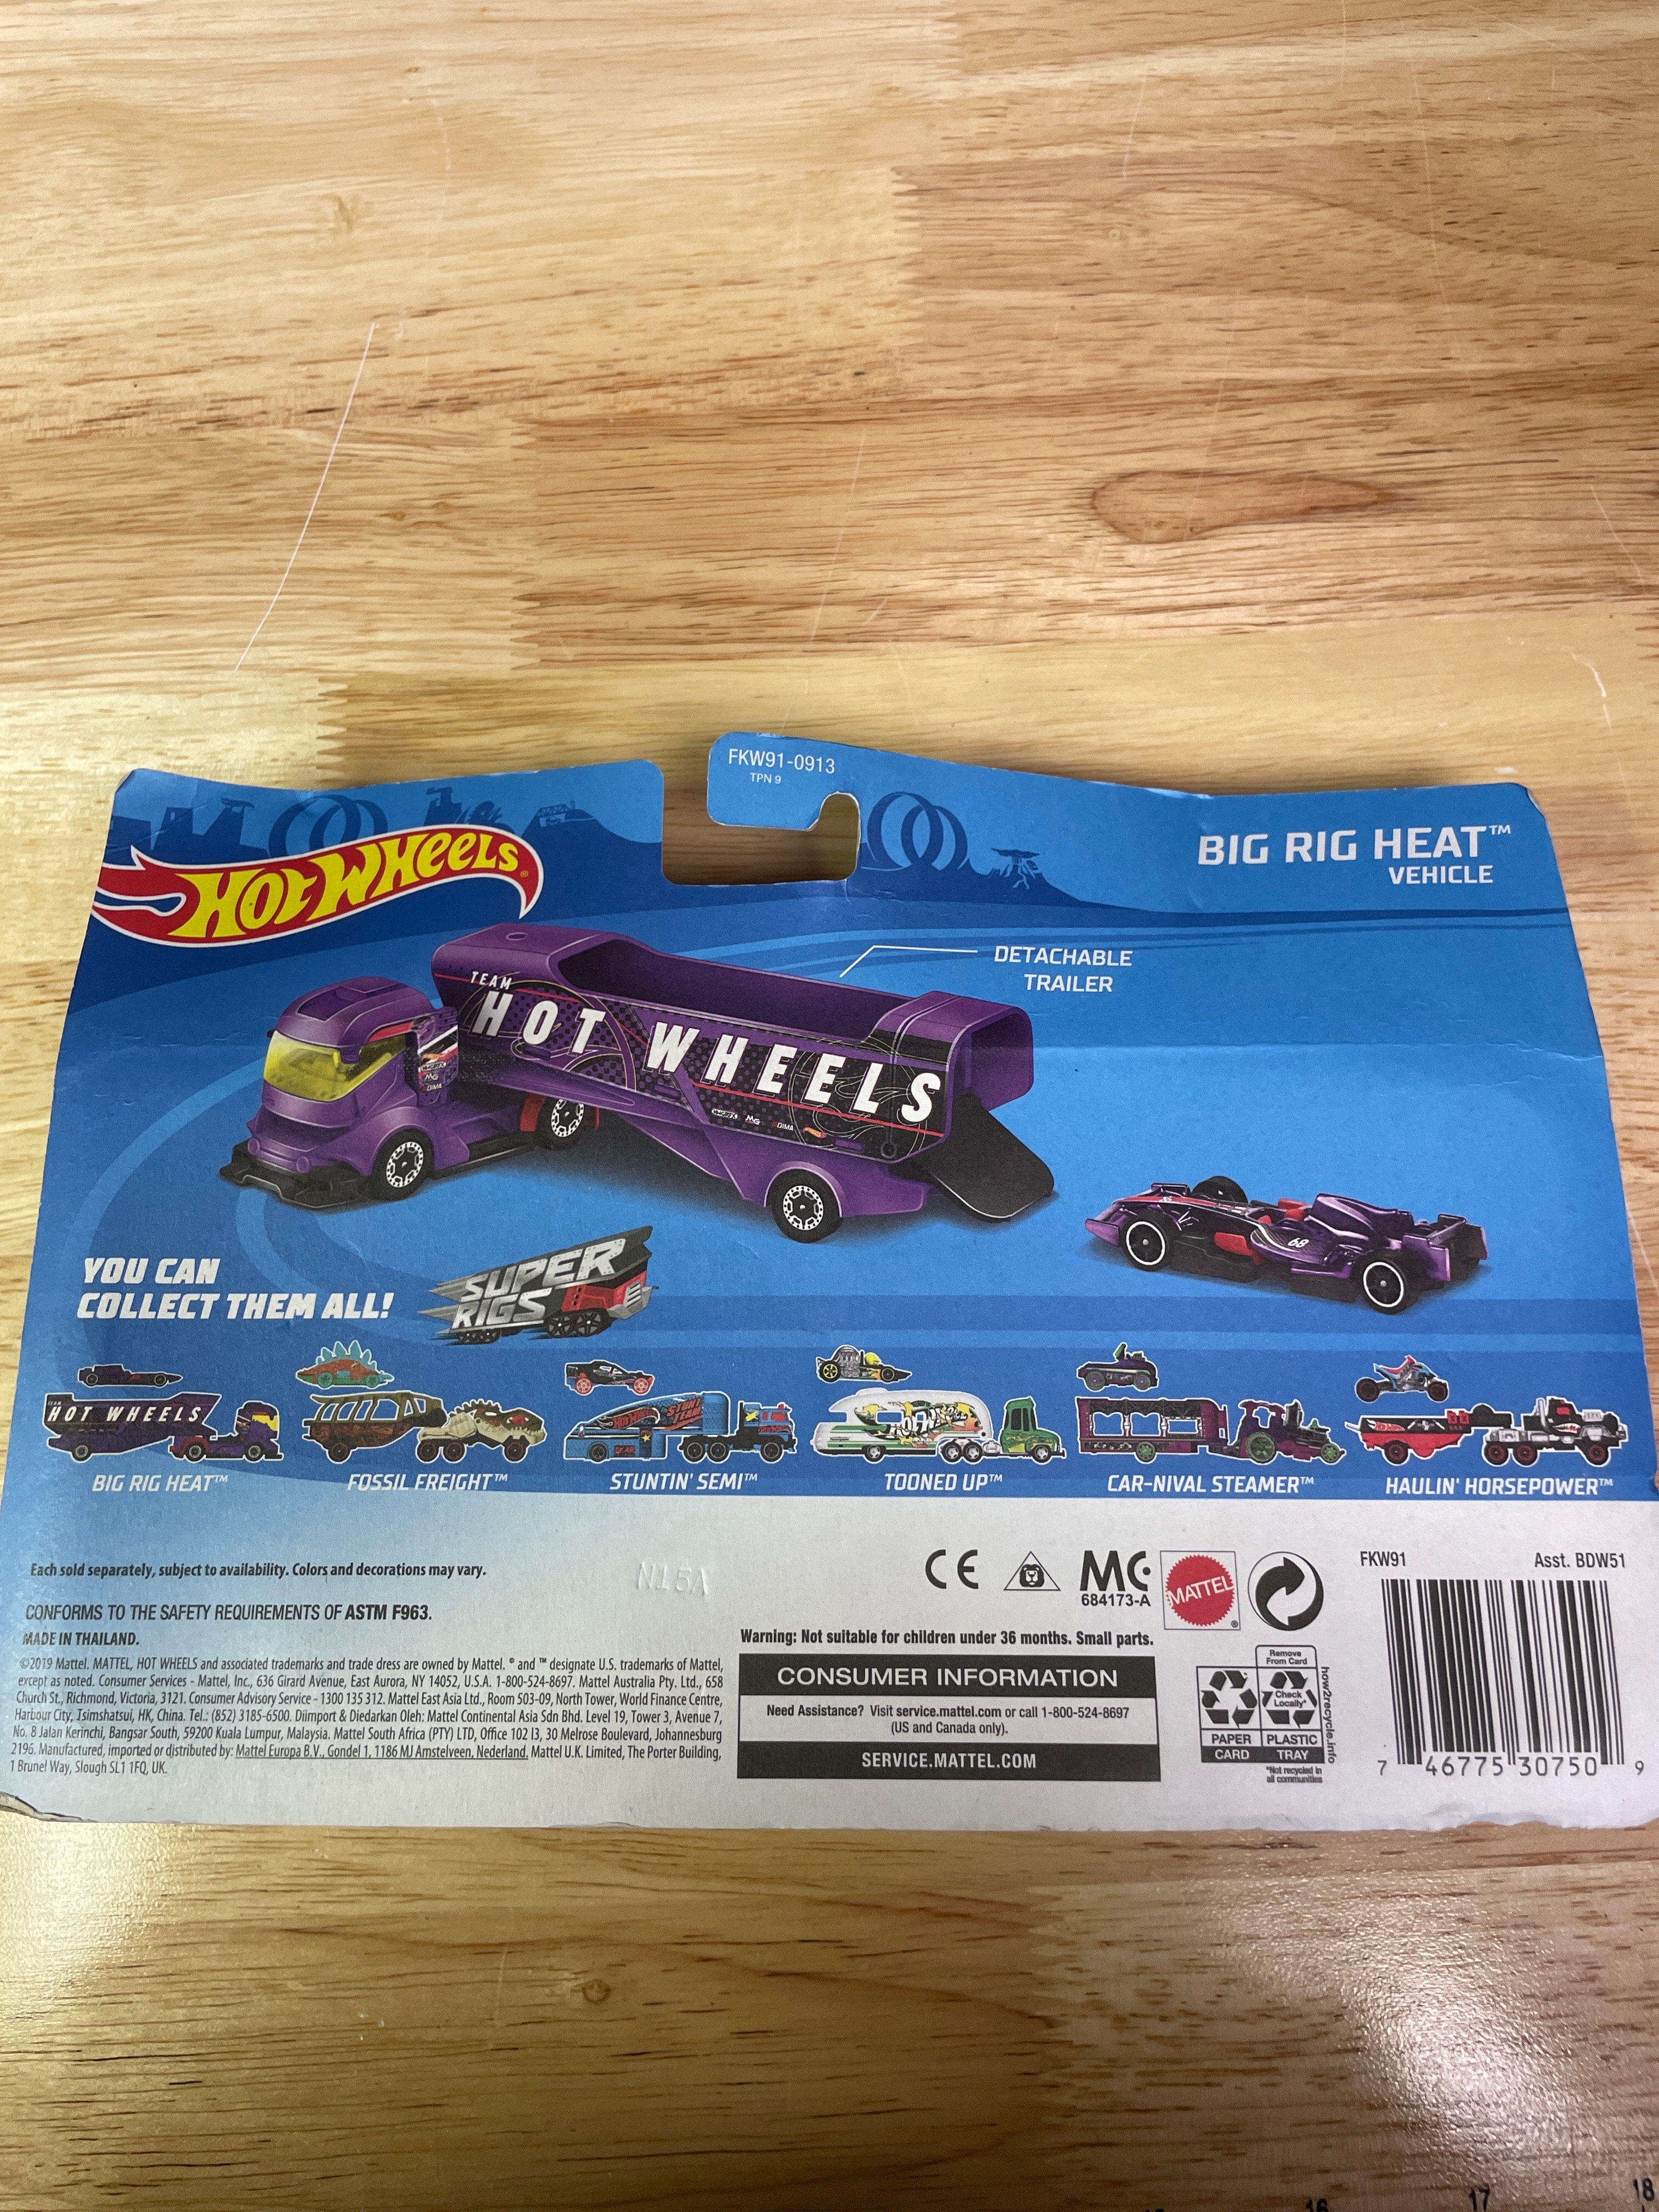 FKW91-0913
TPN 9
HOT WHEELS®
BIG RIG HEAT™
VEHICLE
DETACHABLE
TRAILER
TEAM
HOT WHEELS
MG
DIMA
MG
DIMA
68
YOU CAN
COLLECT THEM ALL!
SUPER
RIGS
TEAM
HOT WHEELS
STUNT
TEAM
BIG RIG HEAT™
FOSSIL FREIGHT™
STUNTIN' SEMI™
TOONED UP™
CAR-NIVAL STEAMER™
HAULIN' HORSEPOWER™
Each sold separately, subject to availability. Colors and decorations may vary.
N15A
CONFORMS TO THE SAFETY REQUIREMENTS OF ASTM F963.
MADE IN THAILAND.
©2019 Mattel. MATTEL, HOT WHEELS and associated trademarks and trade dress are owned by Mattel. ® and ™ designate U.S. trademarks of Mattel,
except as noted. Consumer Services - Mattel, Inc., 636 Girard Avenue, East Aurora, NY 14052, U.S.A. 1-800-524-8697. Mattel Australia Pty. Ltd., 658
Church St., Richmond, Victoria, 3121. Consumer Advisory Service - 1300 135 312. Mattel East Asia Ltd., Room 503-09, North Tower, World Finance Centre,
Harbour City, Tsimshatsui, HK, China. Tel.: (852) 3185-6500. Diimport & Diedarkan Oleh: Mattel Continental Asia Sdn Bhd. Level 19, Tower 3, Avenue 7,
No. 8 Jalan Kerinchi, Bangsar South, 59200 Kuala Lumpur, Malaysia. Mattel South Africa (PTY) LTD, Office 102 I3, 30 Melrose Boulevard, Johannesburg
2196. Manufactured, imported or distributed by: Mattel Europa B.V., Gondel 1, 1186 MJ Amstelveen, Nederland. Mattel U.K. Limited, The Porter Building,
1 Brunel Way, Slough SL1 1FQ, UK.
CE
MC
684173-A
MATTEL®
Warning: Not suitable for children under 36 months. Small parts.
CONSUMER INFORMATION
Need Assistance? Visit service.mattel.com or call 1-800-524-8697
(US and Canada only).
SERVICE.MATTEL.COM
Remove
From Card
Check
Locally*
PAPER
CARD
PLASTIC
TRAY
*Not recycled in
all communities
how2recycle.info
FKW91
Asst. BDW51
7 46775 30750 9
16
17
18